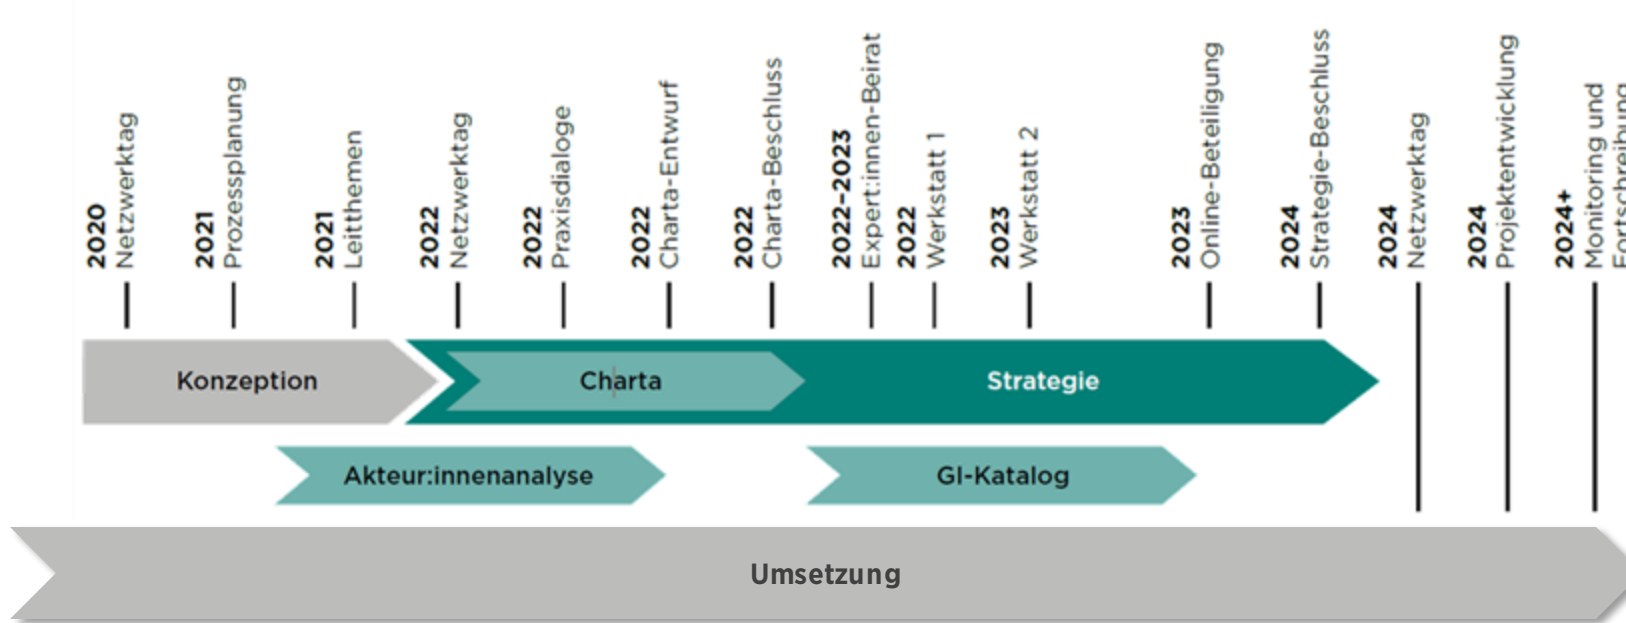 2020
Netzwerktag
2021
Prozessplanung
2021
Leitthemen
2022
Netzwerktag
2022
Praxisdialoge
2022
Charta-Entwurf
2022
Charta-Beschluss
2022-2023
Expert:innen-Beirat
2022
Werkstatt 1
2023
Werkstatt 2
2023
Online-Beteiligung
2024
Strategie-Beschluss
2024
Netzwerktag
2024
Projektentwicklung
2024+
Monitoring und
Fortschreibung
Konzeption
Charta
Strategie
Akteur:innenanalyse
GI-Katalog
Umsetzung